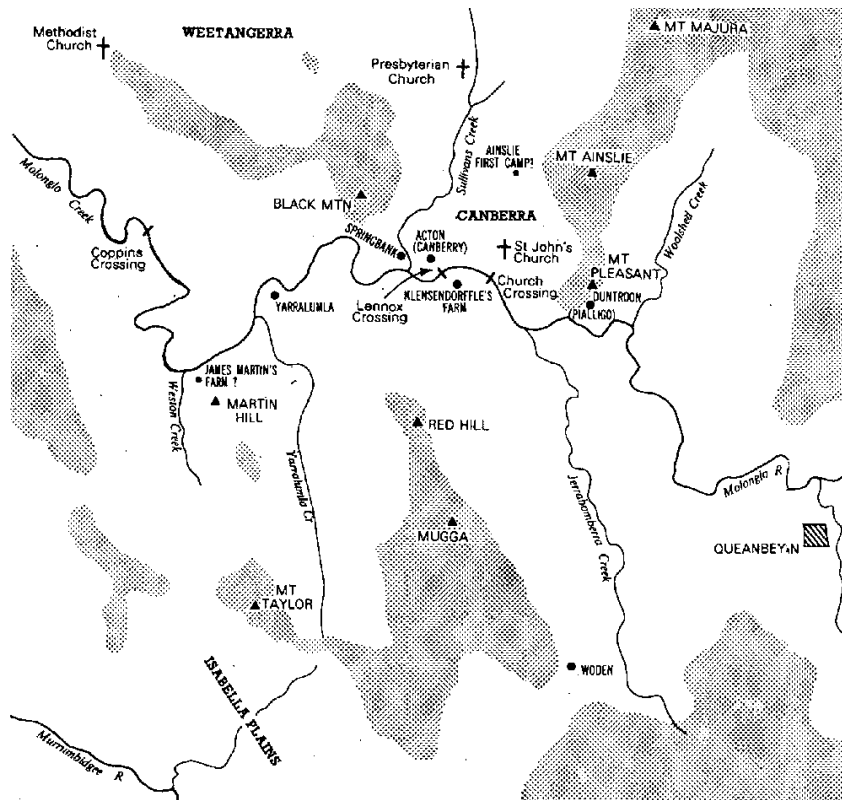 Methodist
Church
WEETANGERRA
MT MAJURA
Presbyterian
Church
Sullivans Creek
AINSLIE
FIRST CAMP!
MT AINSLIE
Woolshed Creek
Molonglo
Creek
BLACK MTN
CANBERRA
SPRINGBANK
ACTON
(CANBERRY)
St John's
Church
MT
PLEASANT
Coppins
Crossing
Church
Crossing
DUNTROON
(PIALLIGO)
YARRALUMLA
Lennox
Crossing
KLENSENDORFFLE'S
FARM
JAMES MARTIN'S
FARM ?
Weston Creek
MARTIN
HILL
RED HILL
Yarralumla Cr
Jerrabomberra Creek
Molonglo R
MUGGA
QUEANBEYAN
MT
TAYLOR
WODEN
ISABELLA PLAINS
Murrumbidgee
R